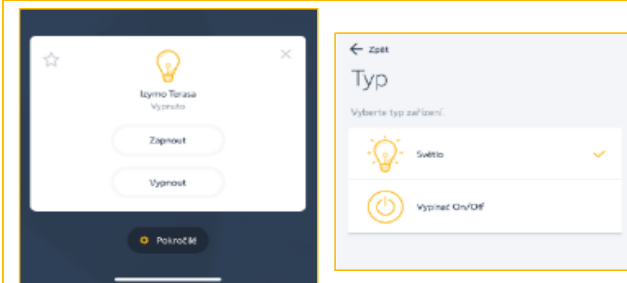 Izymo Terasa
Vypnuto
Zapnout
Vypnout
Pokročilé
Zpět
Typ
Vyberte typ zařízení.
Světlo
Vypínač On/Off